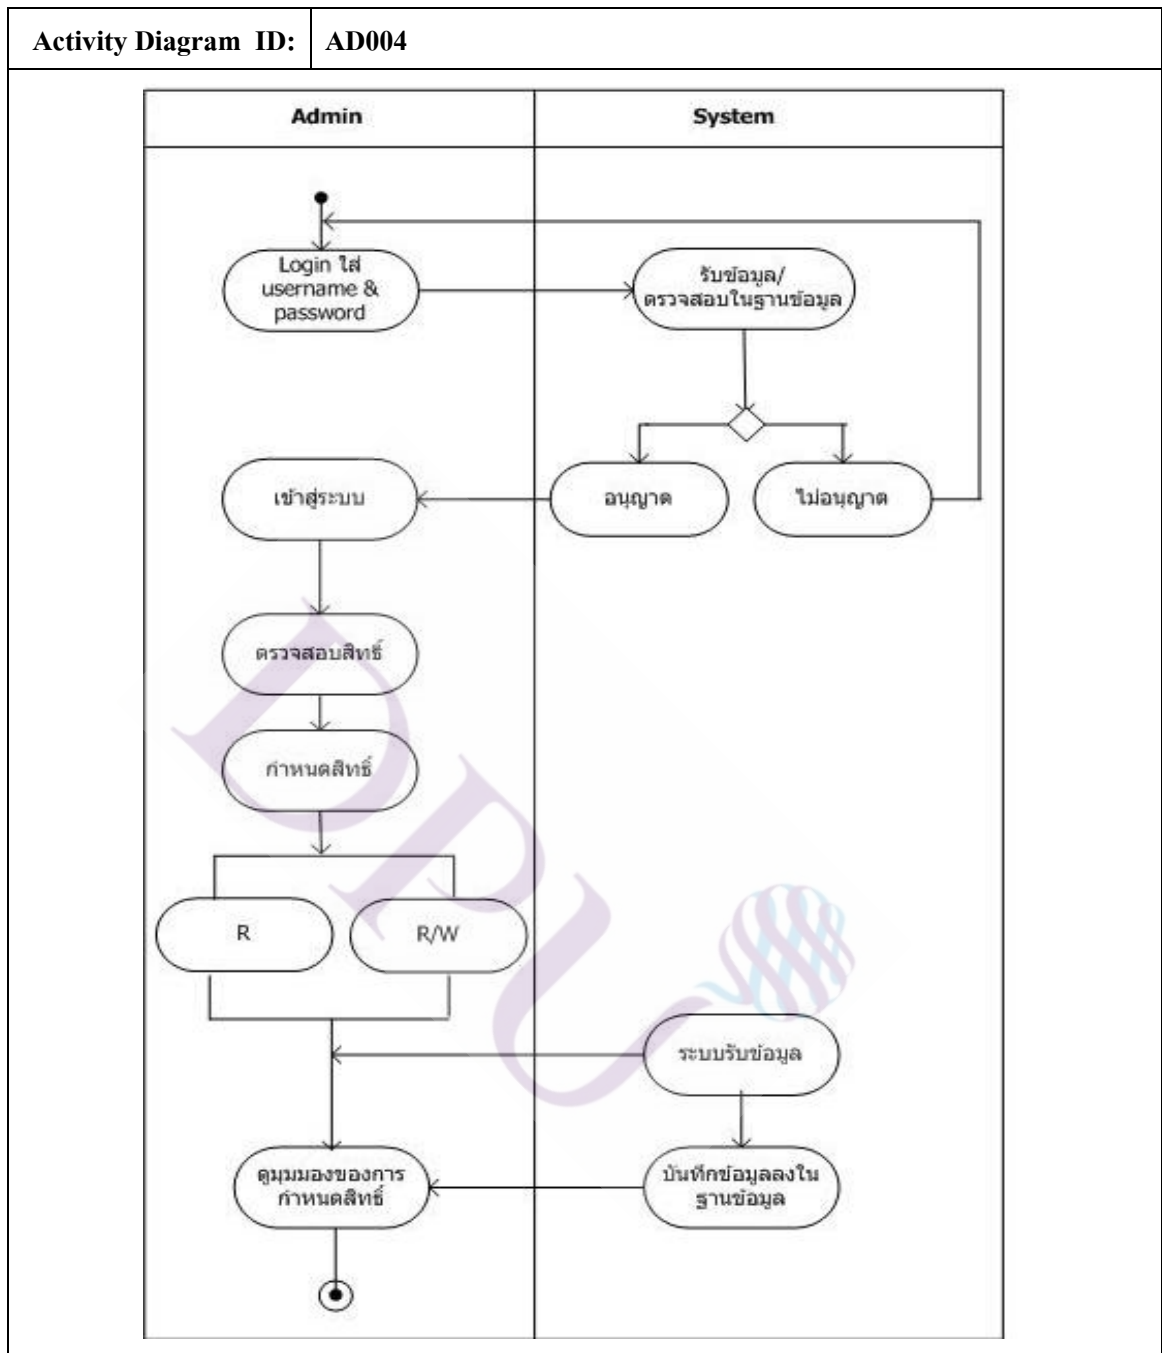 Activity Diagram ID: AD004
Admin System
Login ใส่
username &
password
รับข้อมูล/
ตรวจสอบในฐานข้อมูล
เข้าสู่ระบบ
อนุญาต
ไม่อนุญาต
ตรวจสอบสิทธิ์
กำหนดสิทธิ์
R
R/W
ระบบรับข้อมูล
ดูมุมมองของการ
กำหนดสิทธิ์
บันทึกข้อมูลลงใน
ฐานข้อมูล
DPU